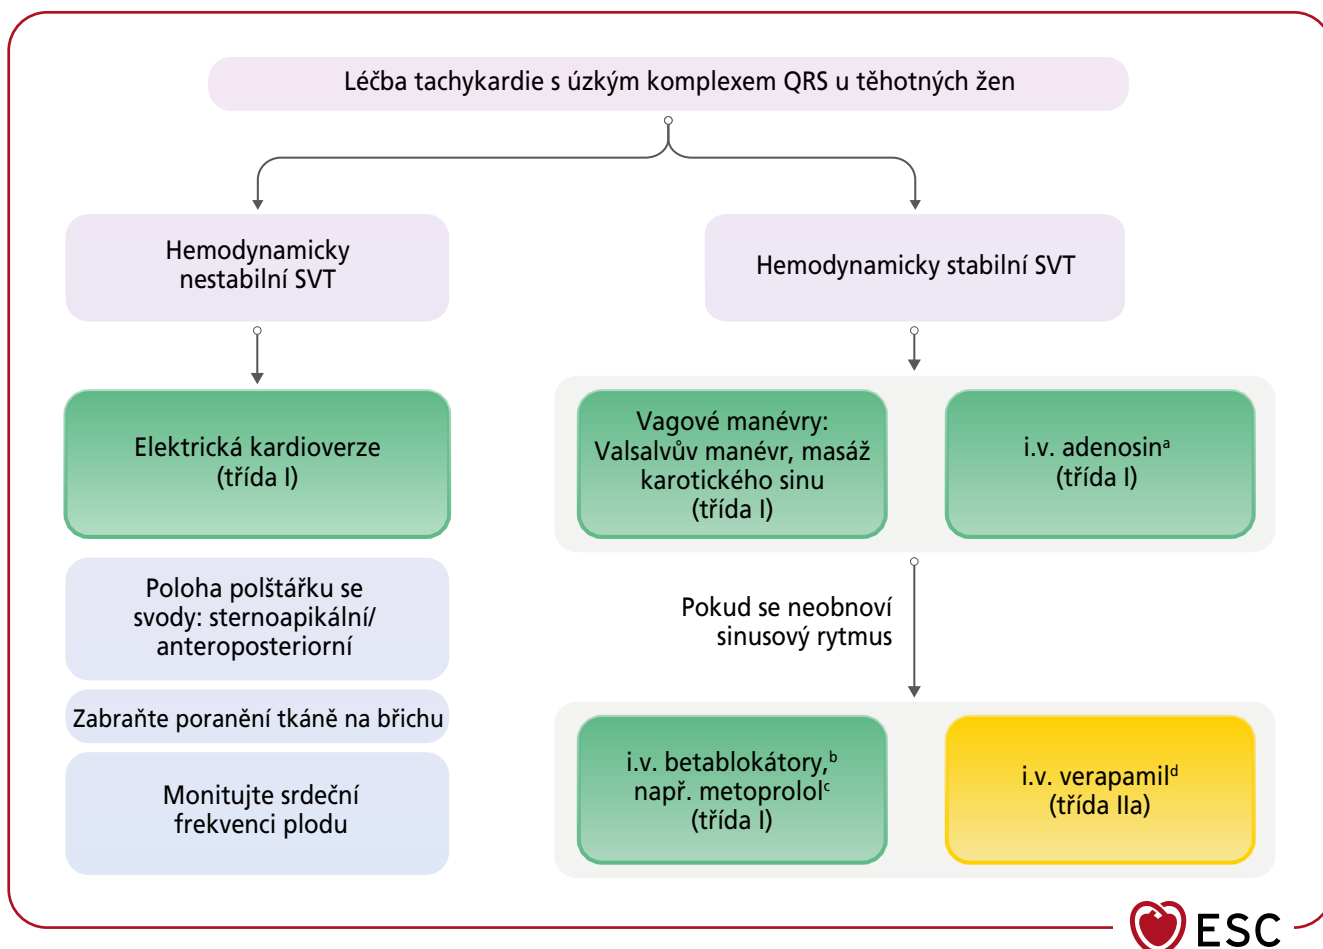 Léčba tachykardie s úzkým komplexem QRS u těhotných žen
Hemodynamicky
nestabilní SVT
Hemodynamicky stabilní SVT
Elektrická kardioverze
(třída I)
Vagové manévry:
Valsalvův manévr, masáž
karotického sinu
(třída I)
i.v. adenosinᵃ
(třída I)
Poloha polštářku se
svody: sternoapikální/
anteroposteriorní
Zabraňte poranění tkáně na břichu
Monitujte srdeční
frekvenci plodu
Pokud se neobnoví
sinusový rytmus
i.v. betablokátory,ᵇ
např. metoprololᶜ
(třída I)
i.v. verapamilᵈ
(třída IIa)
ESC